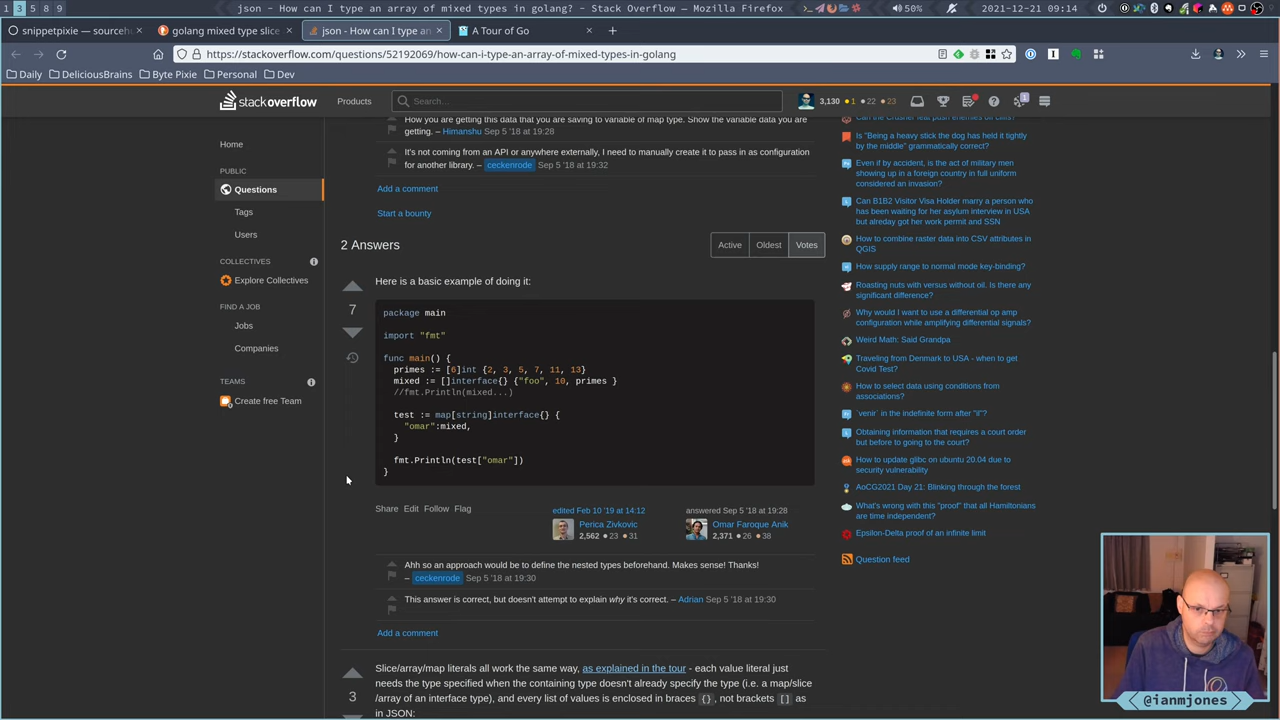 1 3 5 8 9
json - How can I type an array of mixed types in golang? - Stack Overflow — Mozilla Firefox
50%
2021-12-21 09:14
snippetpixie — sourcehu
golang mixed type slice
json - How can I type an
A Tour of Go
https://stackoverflow.com/questions/52192069/how-can-i-type-an-array-of-mixed-types-in-golang
Daily
DeliciousBrains
Byte Pixie
Personal
Dev
stackoverflow
Products
Search…
3,130 1 22 23
1
Home
PUBLIC
Questions
Tags
Users
COLLECTIVES
Explore Collectives
FIND A JOB
Jobs
Companies
TEAMS
Create free Team
How you are getting this data that you are saving to variable of map type. Show the variable data you are
getting. – Himanshu Sep 5 '18 at 19:28
It's not coming from an API or anywhere externally, I need to manually create it to pass in as configuration
for another library. – ceckenrode Sep 5 '18 at 19:32
Add a comment
Start a bounty
2 Answers
Active
Oldest
Votes
Here is a basic example of doing it:
7
package main
import "fmt"
func main() {
primes := [6]int {2, 3, 5, 7, 11, 13}
mixed := []interface{} {"foo", 10, primes }
//fmt.Println(mixed...)
test := map[string]interface{} {
"omar":mixed,
}
fmt.Println(test["omar"])
}
Share Edit Follow Flag
edited Feb 10 '19 at 14:12
Perica Zivkovic
2,562 23 31
answered Sep 5 '18 at 19:28
Omar Faroque Anik
2,371 26 38
Ahh so an approach would be to define the nested types beforehand. Makes sense! Thanks!
– ceckenrode Sep 5 '18 at 19:30
This answer is correct, but doesn't attempt to explain why it's correct. – Adrian Sep 5 '18 at 19:30
Add a comment
3
Slice/array/map literals all work the same way, as explained in the tour - each value literal just
needs the type specified when the containing type doesn't already specify the type (i.e. a map/slice
/array of an interface type), and every list of values is enclosed in braces {}, not brackets [] as
in JSON:
Is "Being a heavy stick the dog has held it tightly
by the middle" grammatically correct?
Even if by accident, is the act of military men
showing up in a foreign country in full uniform
considered an invasion?
Can B1B2 Visitor Visa Holder marry a person who
has been waiting for her asylum interview in USA
but alreday got her work permit and SSN
How to combine raster data into CSV attributes in
QGIS
How supply range to normal mode key-binding?
Roasting nuts with versus without oil. Is there any
significant difference?
Why would I want to use a differential op amp
configuration while amplifying differential signals?
Weird Math: Said Grandpa
Traveling from Denmark to USA - when to get
Covid Test?
How to select data using conditions from
associations?
`venir` in the indefinite form after "il"?
Obtaining information that requires a court order
but before to going to the court?
How to update glibc on ubuntu 20.04 due to
security vulnerability
AoCG2021 Day 21: Blinking through the forest
What's wrong with this "proof" that all Hamiltonians
are time independent?
Epsilon-Delta proof of an infinite limit
Question feed
@ianmjones